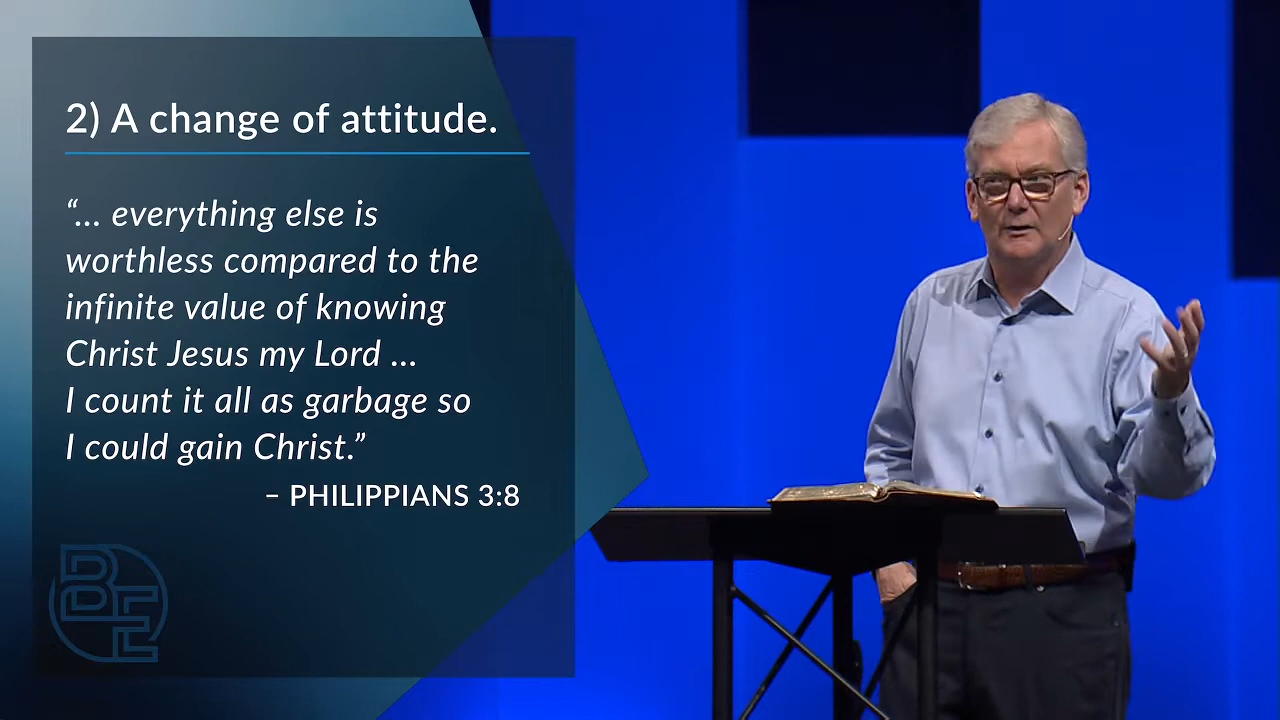 2) A change of attitude.
“... everything else is
worthless compared to the
infinite value of knowing
Christ Jesus my Lord ...
I count it all as garbage so
I could gain Christ.”
– PHILIPPIANS 3:8
BE